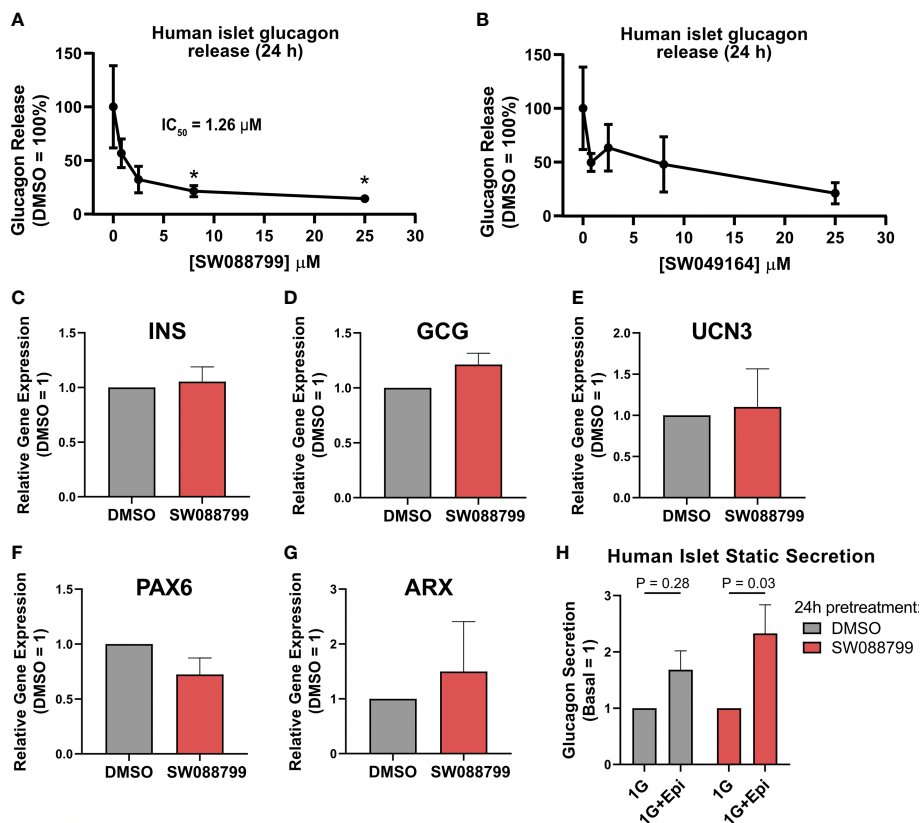 A
Human islet glucagon
release (24 h)
150
100
50
0
Glucagon Release
(DMSO = 100%)
IC50 = 1.26 μM
*
*
0 5 10 15 20 25 30
[SW088799] μM
B
Human islet glucagon
release (24 h)
150
100
50
0
Glucagon Release
(DMSO = 100%)
0 5 10 15 20 25 30
[SW049164] μM
C
INS
1.5
1.0
0.5
0.0
Relative Gene Expression
(DMSO = 1)
DMSO SW088799
D
GCG
1.5
1.0
0.5
0.0
Relative Gene Expression
(DMSO = 1)
DMSO SW088799
E
UCN3
2.0
1.5
1.0
0.5
0.0
Relative Gene Expression
(DMSO = 1)
DMSO SW088799
F
PAX6
1.5
1.0
0.5
0.0
Relative Gene Expression
(DMSO = 1)
DMSO SW088799
G
ARX
3
2
1
0
Relative Gene Expression
(DMSO = 1)
DMSO SW088799
H
Human Islet Static Secretion
P = 0.28 P = 0.03
3
2
1
0
Glucagon Secretion
(Basal = 1)
1G 1G+Epi 1G 1G+Epi
24h pretreatment:
DMSO
SW088799